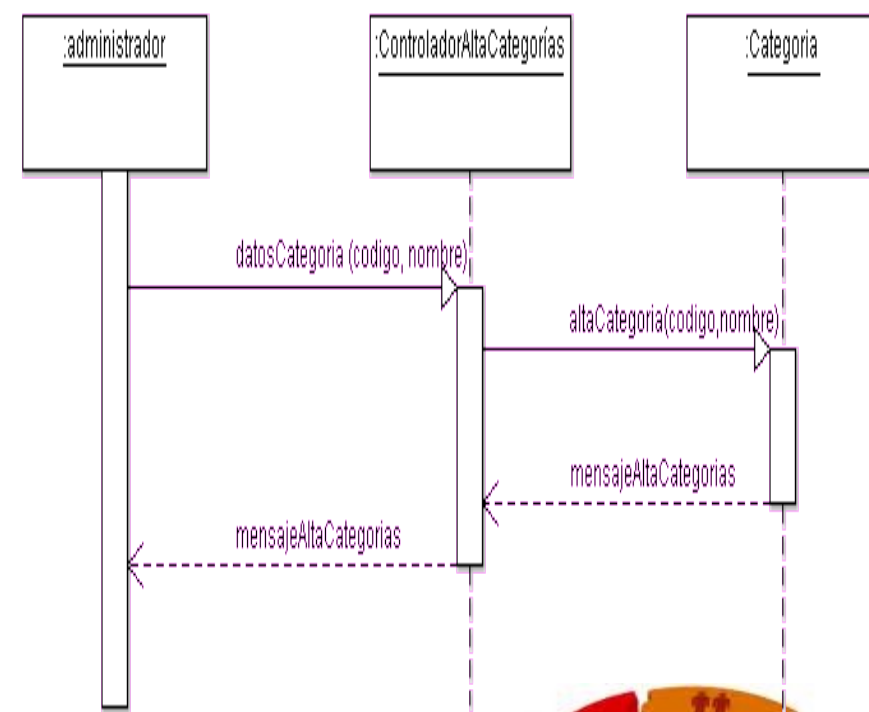 :administrador
:ControladorAltaCategorías
:Categoria
datosCategoria (codigo, nombre)
altaCategoria(codigo,nombre)
mensajeAltaCategorias
mensajeAltaCategorias